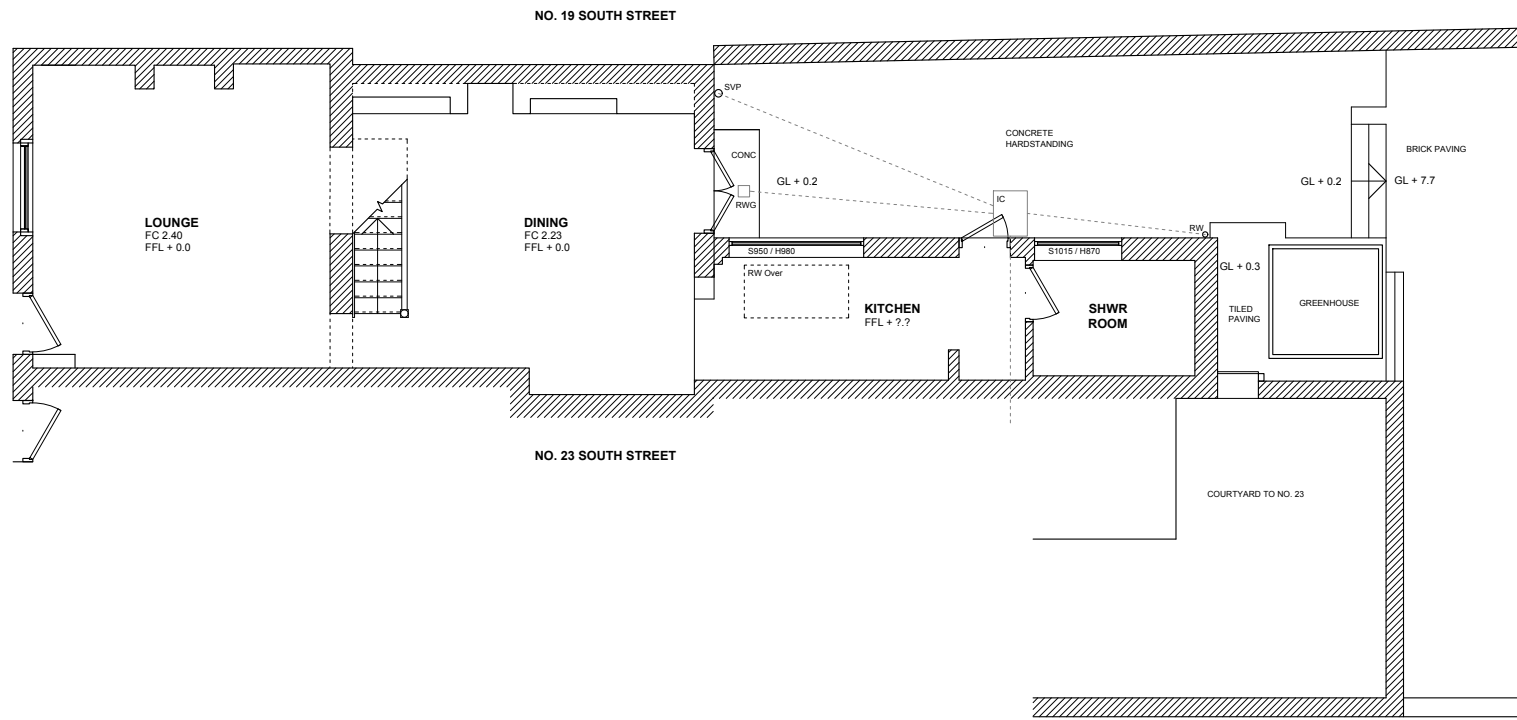 NO. 19 SOUTH STREET
SVP
CONCRETE
HARDSTANDING
BRICK PAVING
CONC
GL + 0.2
GL + 0.2
GL + 7.7
RWG
IC
LOUNGE
FC 2.40
FFL + 0.0
DINING
FC 2.23
FFL + 0.0
RW
S950 / H980
S1015 / H870
RW Over
GL + 0.3
KITCHEN
FFL + ?.?
SHWR
ROOM
TILED
PAVING
GREENHOUSE
NO. 23 SOUTH STREET
COURTYARD TO NO. 23